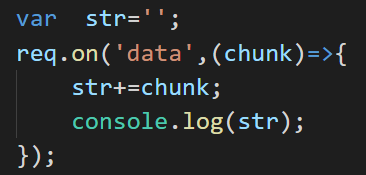 var  str='';
req.on('data',(chunk)=>{
    str+=chunk;
    console.log(str);
});